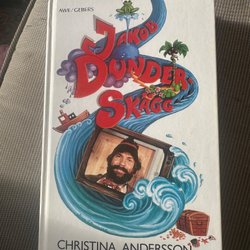 AWE/GEBERS
JAKOB
DUNDER
SKÄGG
CHRISTINA ANDERSSON